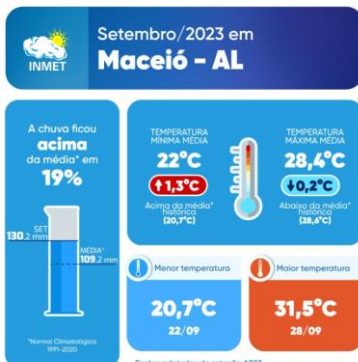 INMET
Setembro/2023 em
Maceió - AL
A chuva ficou
acima
da média* em
19%
SET
130.2 mm
MÉDIA*
109.2 mm
*Normal Climatológica
1991-2020
TEMPERATURA
MÍNIMA MÉDIA
22°C
1,3°C
Acima da média*
histórica
(20,7°C)
TEMPERATURA
MÁXIMA MÉDIA
28,4°C
0,2°C
Abaixo da média*
histórica
(28,6°C)
Menor temperatura
20,7°C
22/09
Maior temperatura
31,5°C
28/09